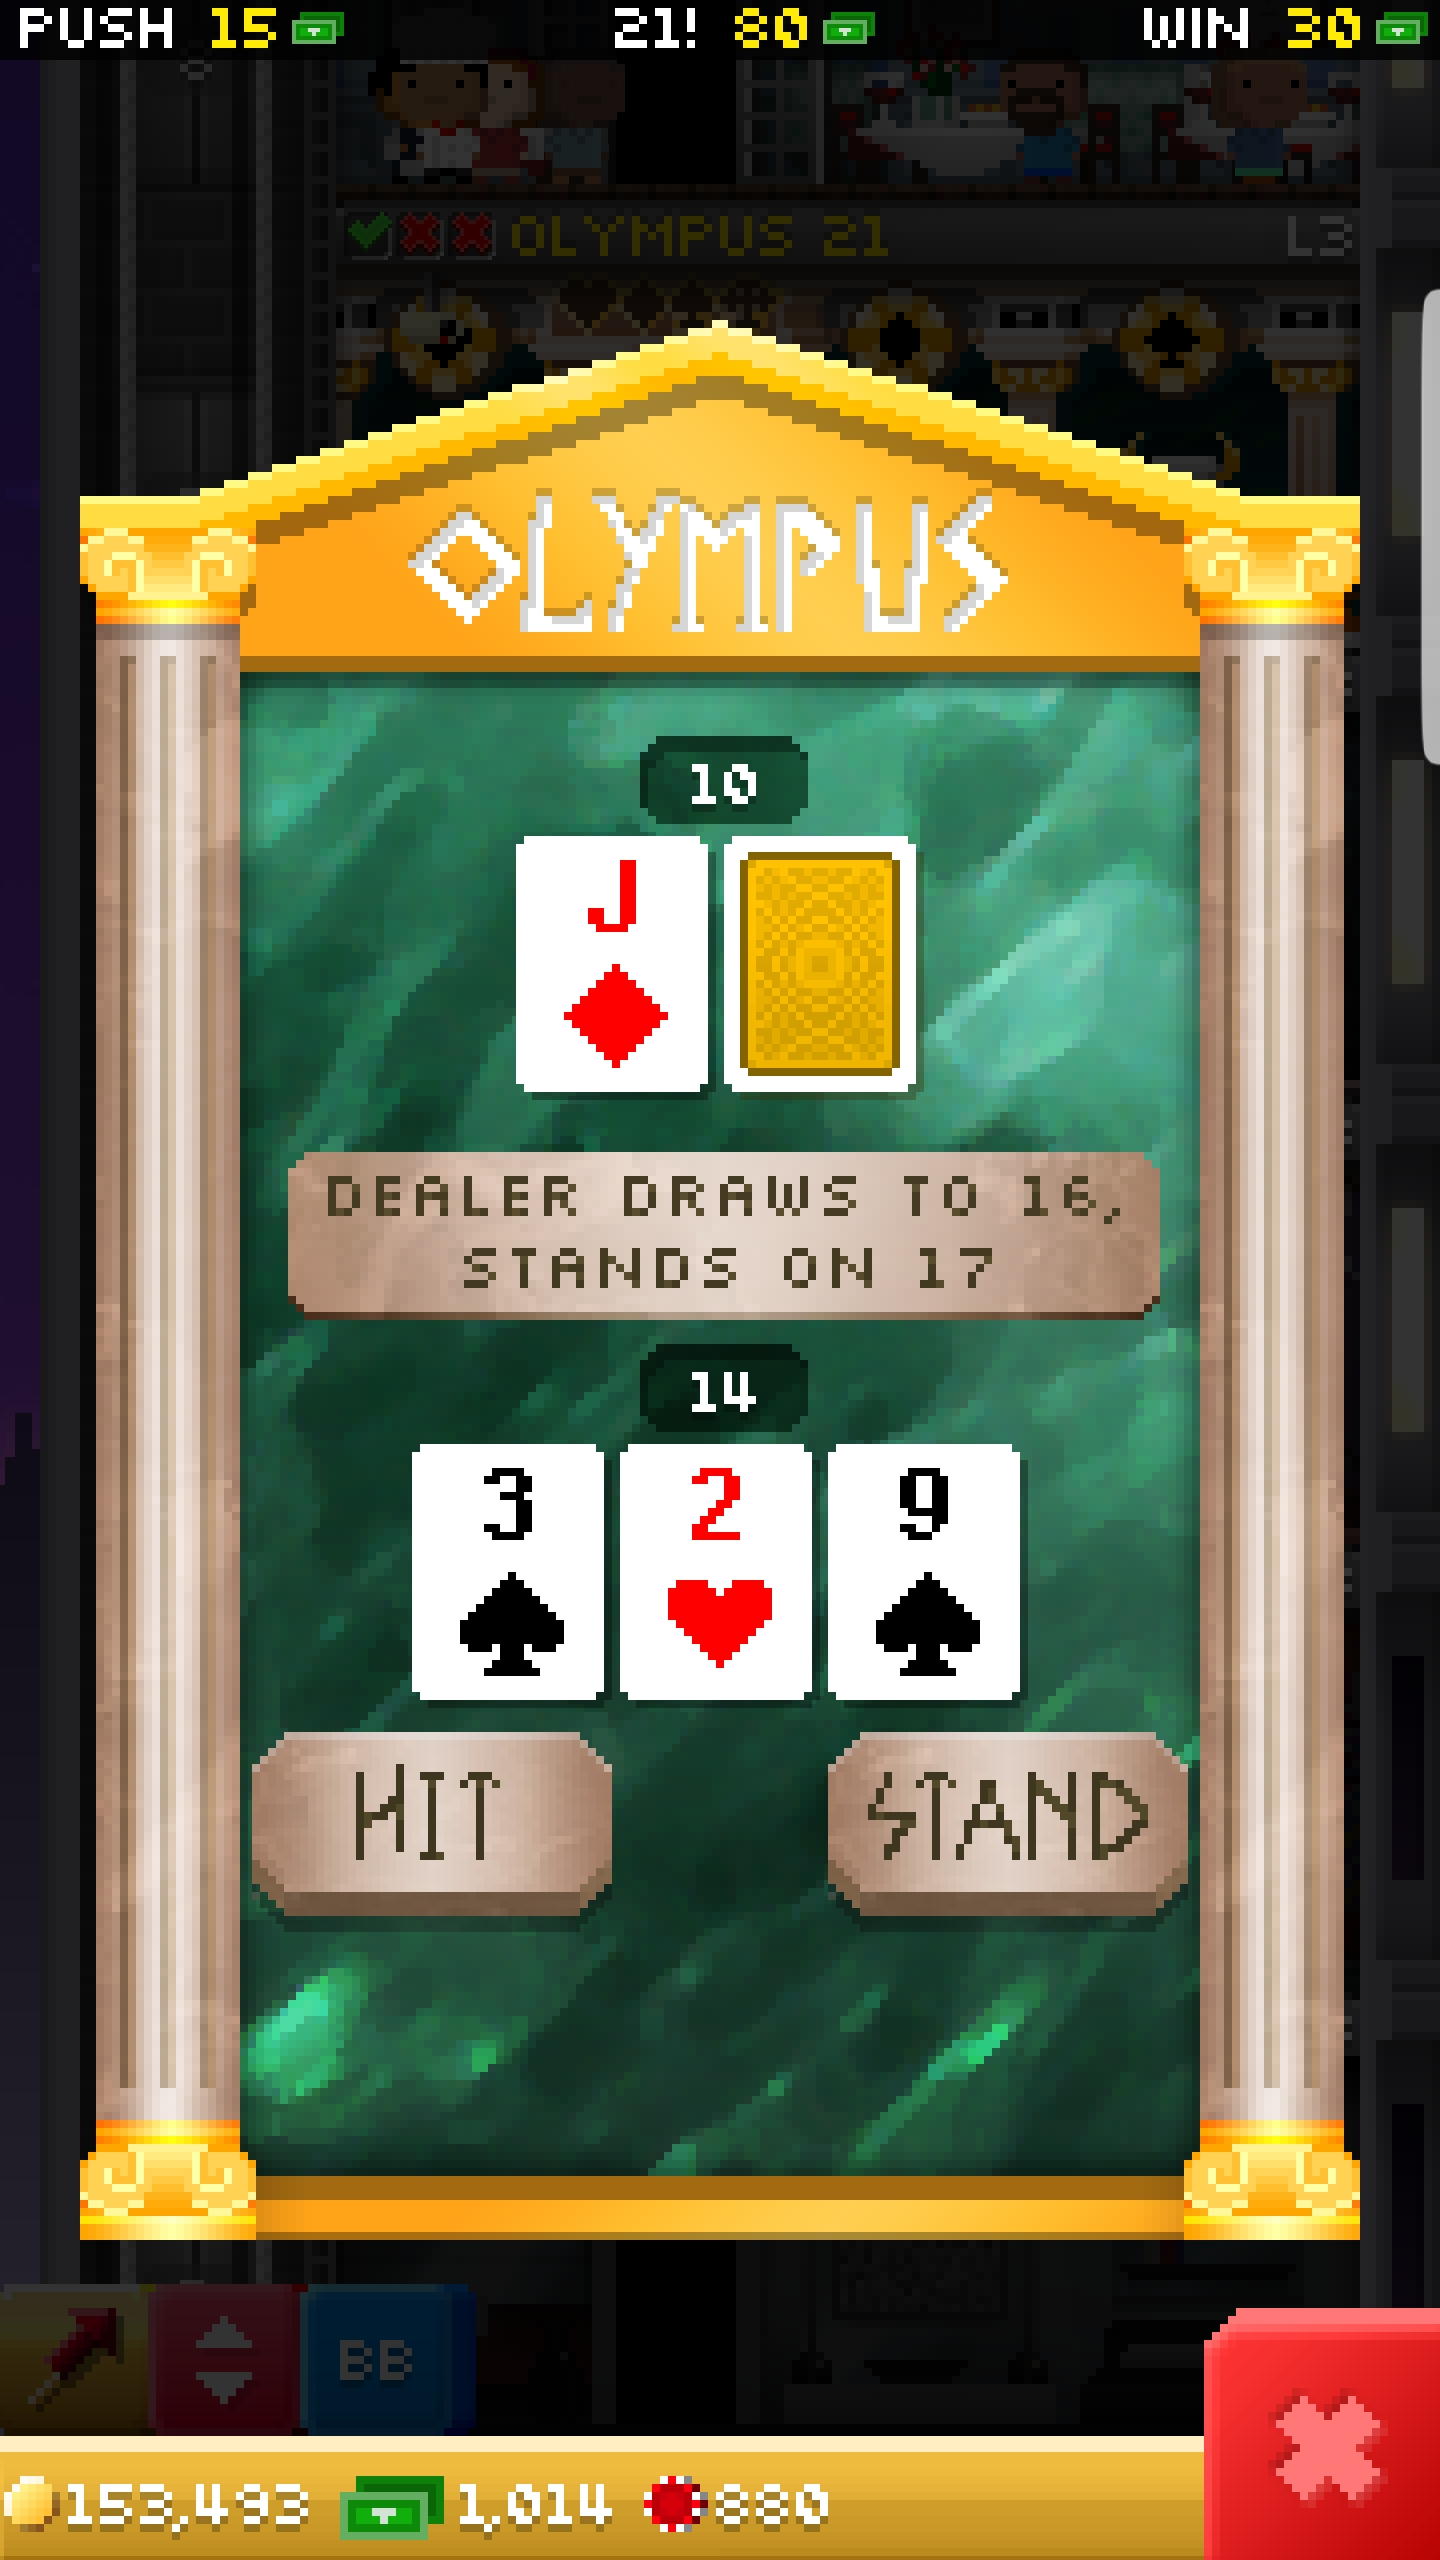 PUSH 15 21! 80 WIN 30
OLYMPUS 21 L3
OLYMPUS
10
J
DEALER DRAWS TO 16,
STANDS ON 17
14
3 2 9
HIT STAND
BB
153,493 1,014 880